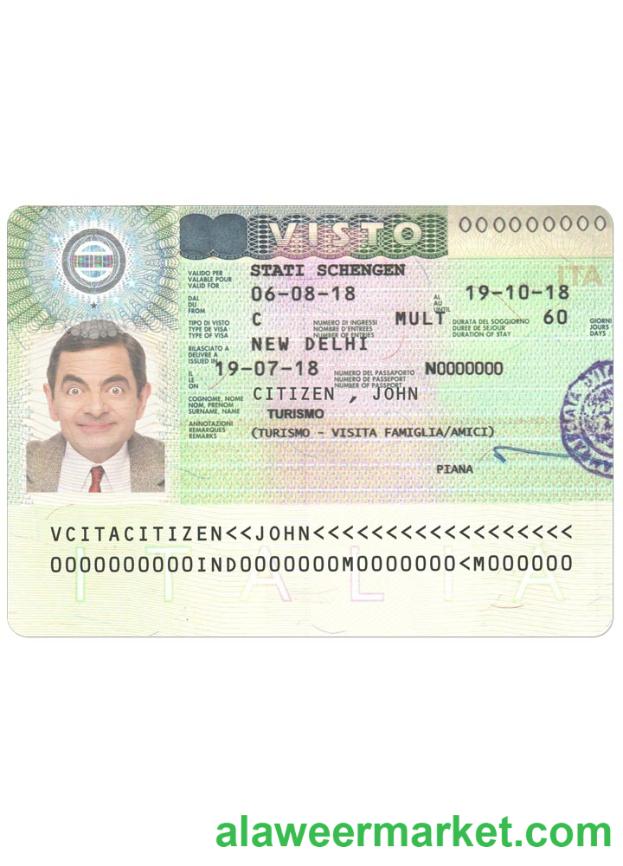 VISTO
000000000
STATI SCHENGEN
ITA
VALIDO PER
VALABLE POUR
VALID FOR
DAL
DU
FROM
06-08-18
AL
AU
UNTIL
19-10-18
TIPO DI VISTO
TYPE DE VISA
TYPE OF VISA
C
NUMERO DI INGRESSI
NOMBRE D'ENTREES
NUMBER OF ENTRIES
MULT
DURATA DEL SOGGIORNO
DUREE DE SEJOUR
DURATION OF STAY
60
GIORNI
JOURS
DAYS
RILASCIATO A
DELIVRE A
ISSUED IN
NEW DELHI
IL
LE
ON
19-07-18
NUMERO DEL PASSAPORTO
NUMERO DE PASSEPORT
NUMBER OF PASSPORT
N0000000
COGNOME, NOME
NOM, PRENOM
SURNAME, NAME
CITIZEN , JOHN
ANNOTAZIONI
REMARQUES
REMARKS
TURISMO
(TURISMO - VISITA FAMIGLIA/AMICI)
PIANA
VCITACITIZEN<<JOHN<<<<<<<<<<<<<<<<<<
0000000000IND0000000M0000000<M000000
ITALIA
alaweermarket.com